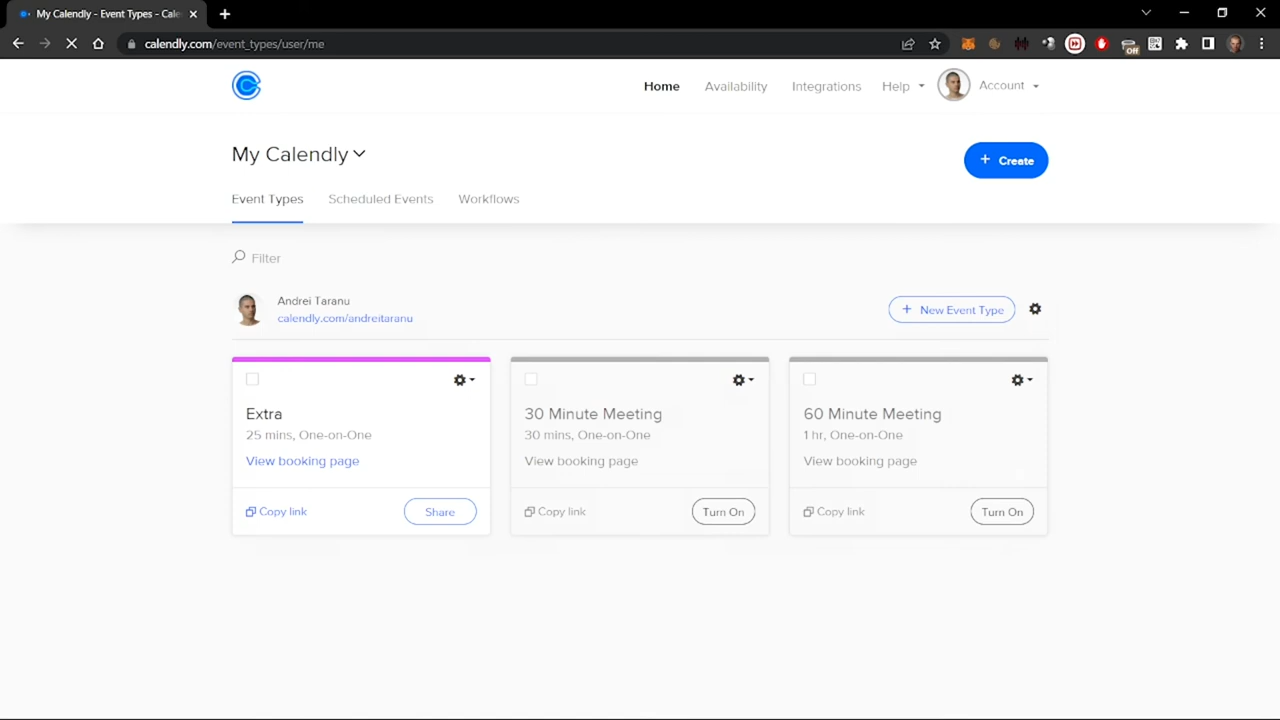 My Calendly - Event Types - Cale
calendly.com/event_types/user/me
Off
Home
Availability
Integrations
Help
Account
My Calendly
+ Create
Event Types
Scheduled Events
Workflows
Filter
Andrei Taranu
calendly.com/andreitaranu
+ New Event Type
Extra
25 mins, One-on-One
View booking page
Copy link
Share
30 Minute Meeting
30 mins, One-on-One
View booking page
Copy link
Turn On
60 Minute Meeting
1 hr, One-on-One
View booking page
Copy link
Turn On